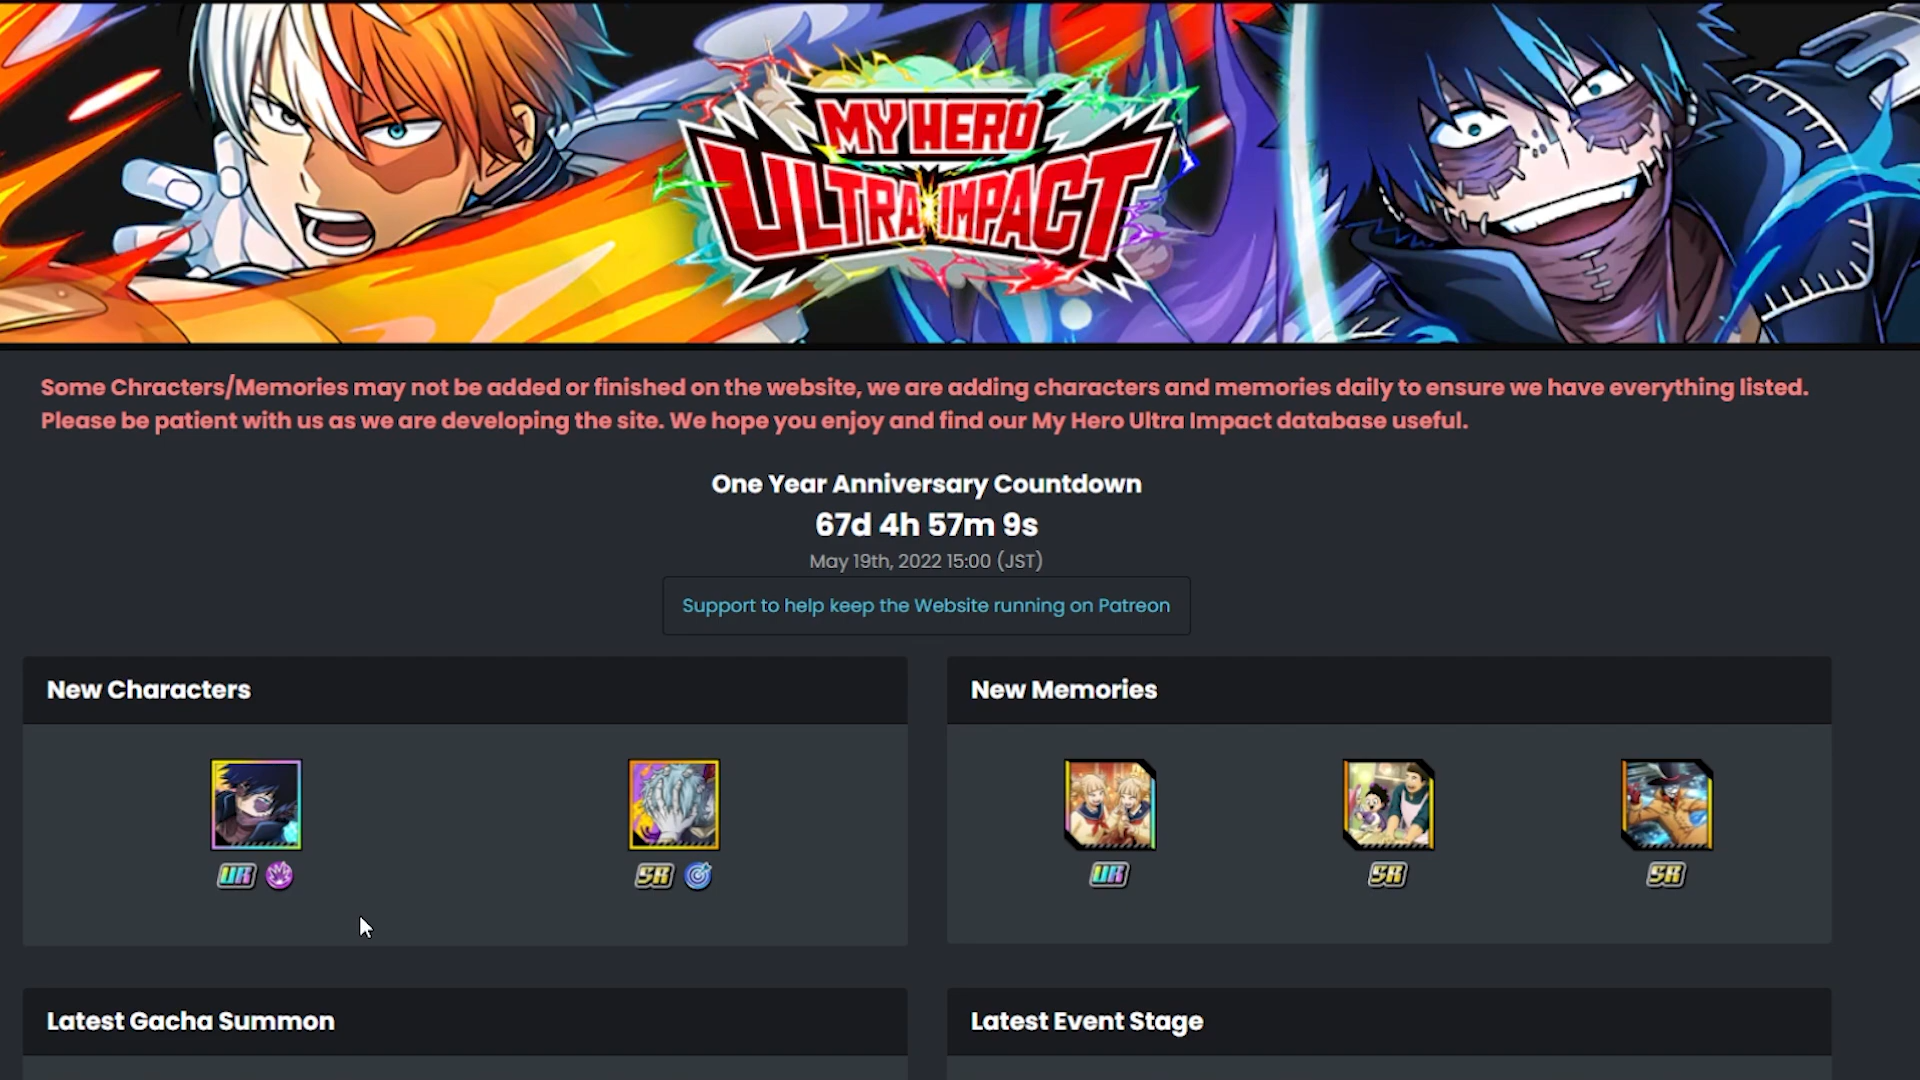 MY HERO
ULTRA IMPACT
Some Chracters/Memories may not be added or finished on the website, we are adding characters and memories daily to ensure we have everything listed.
Please be patient with us as we are developing the site. We hope you enjoy and find our My Hero Ultra Impact database useful.
One Year Anniversary Countdown
67d 4h 57m 9s
May 19th, 2022 15:00 (JST)
Support to help keep the Website running on Patreon
New Characters
New Memories
UR
SR
UR
SR
SR
Latest Gacha Summon
Latest Event Stage